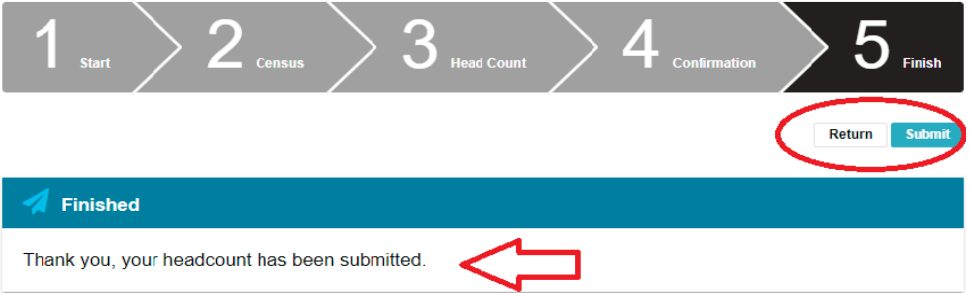 1 Start 2 Census 3 Head Count 4 Confirmation 5 Finish
Return Submit
Finished
Thank you, your headcount has been submitted.